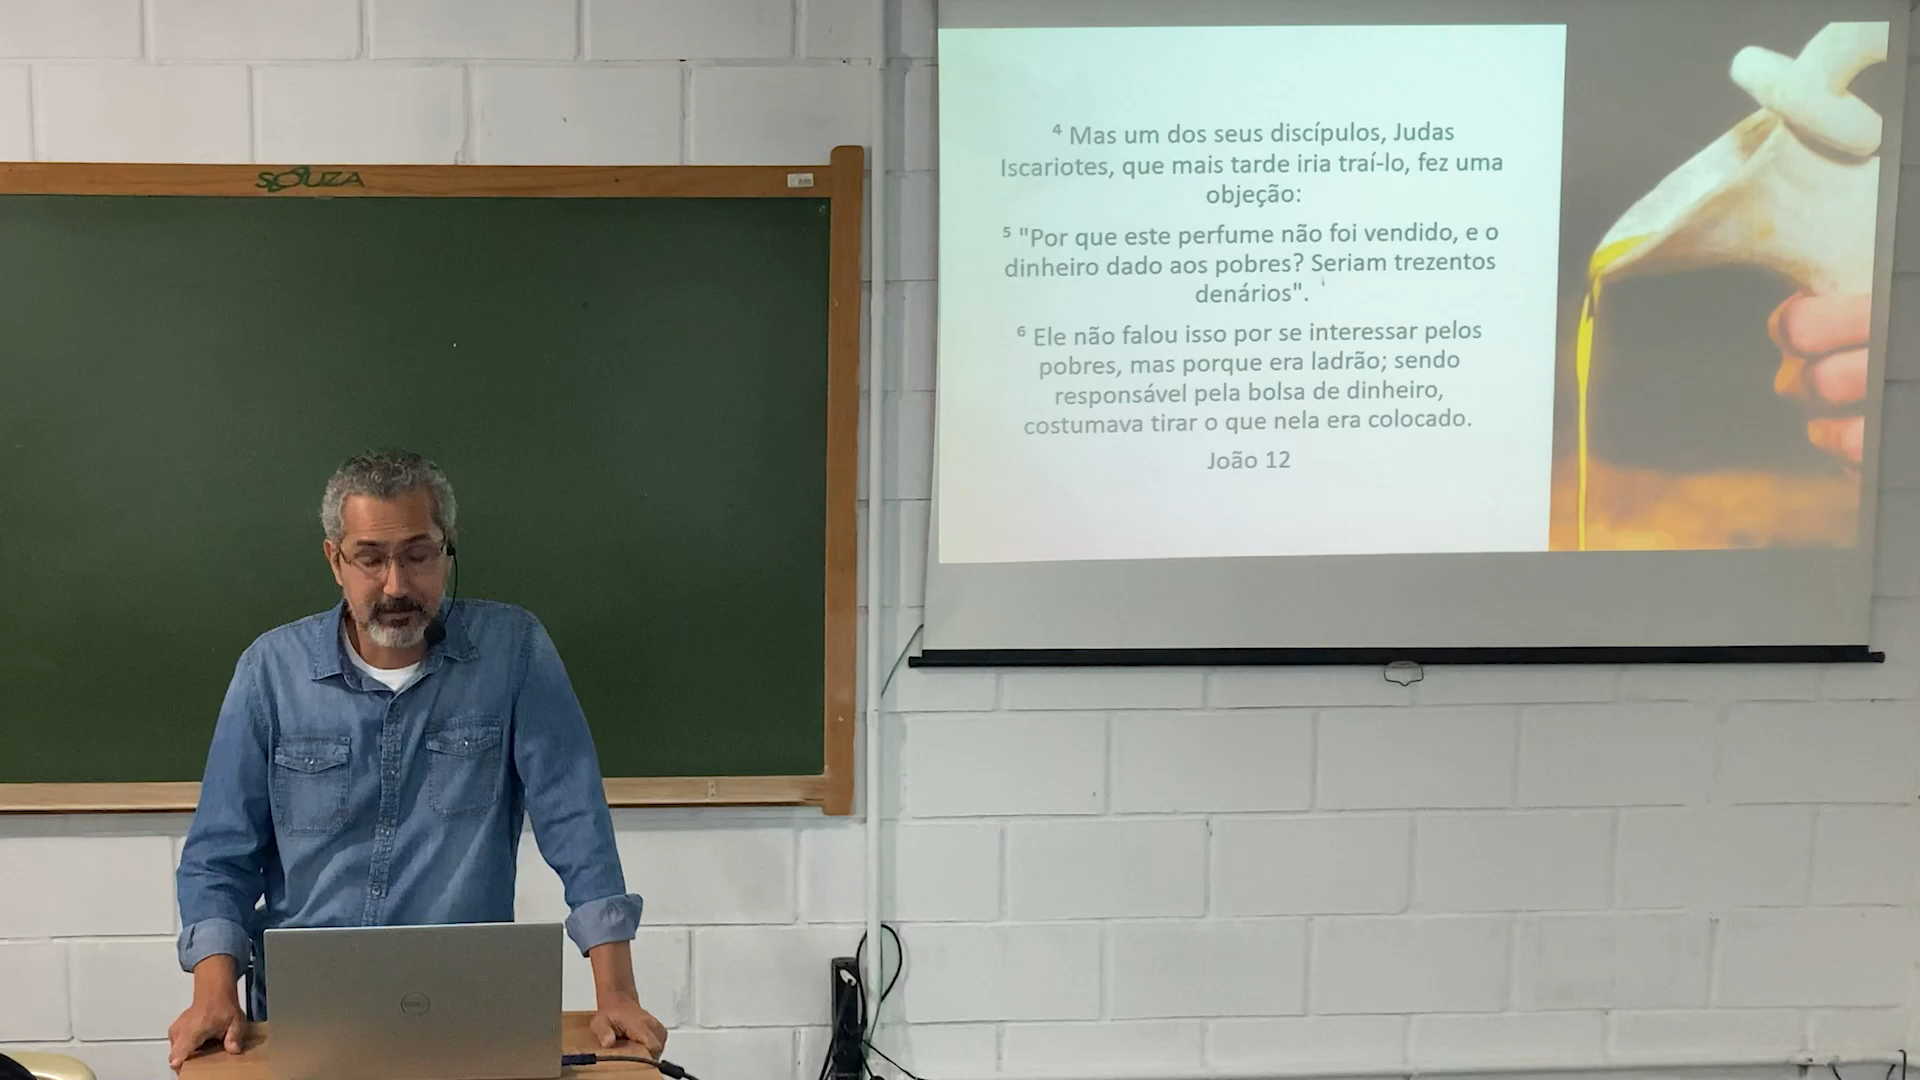 SOUZA
⁴ Mas um dos seus discípulos, Judas
Iscariotes, que mais tarde iria traí-lo, fez uma
objeção:
⁵ "Por que este perfume não foi vendido, e o
dinheiro dado aos pobres? Seriam trezentos
denários".
⁶ Ele não falou isso por se interessar pelos
pobres, mas porque era ladrão; sendo
responsável pela bolsa de dinheiro,
costumava tirar o que nela era colocado.
João 12
DELL